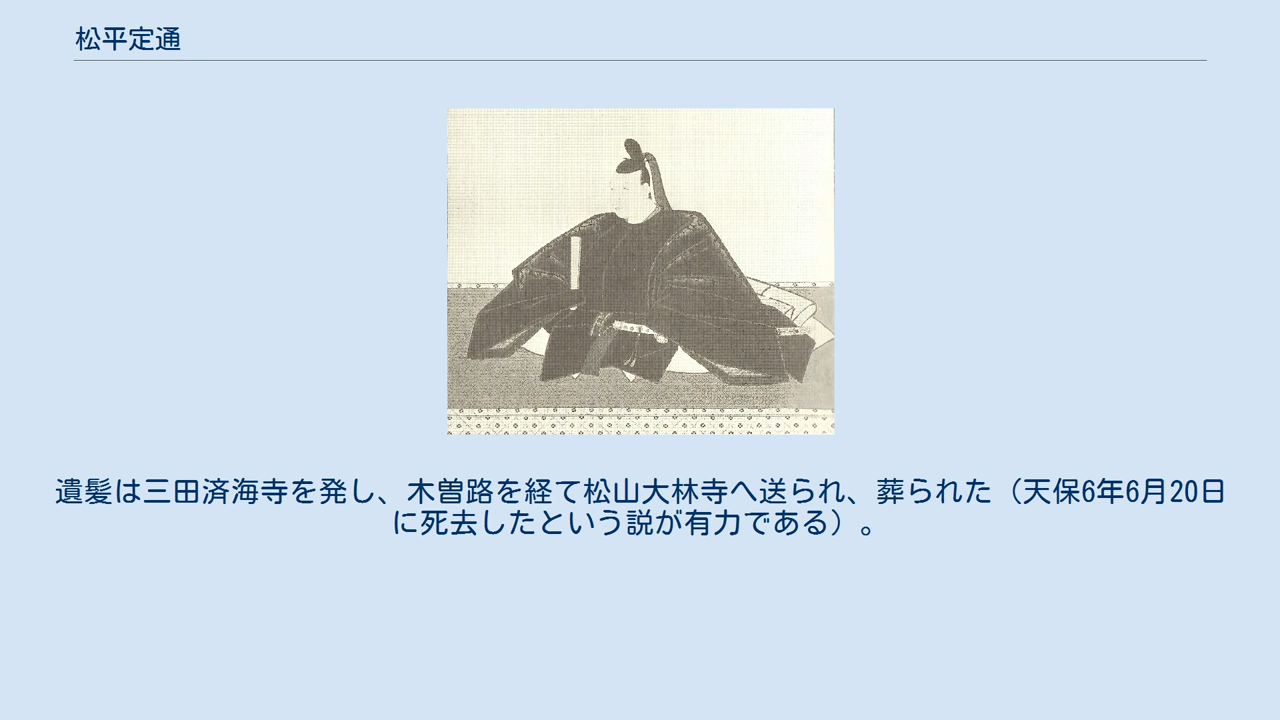 松平定通
遺髪は三田済海寺を発し、木曽路を経て松山大林寺へ送られ、葬られた（天保6年6月20日
に死去したという説が有力である）。